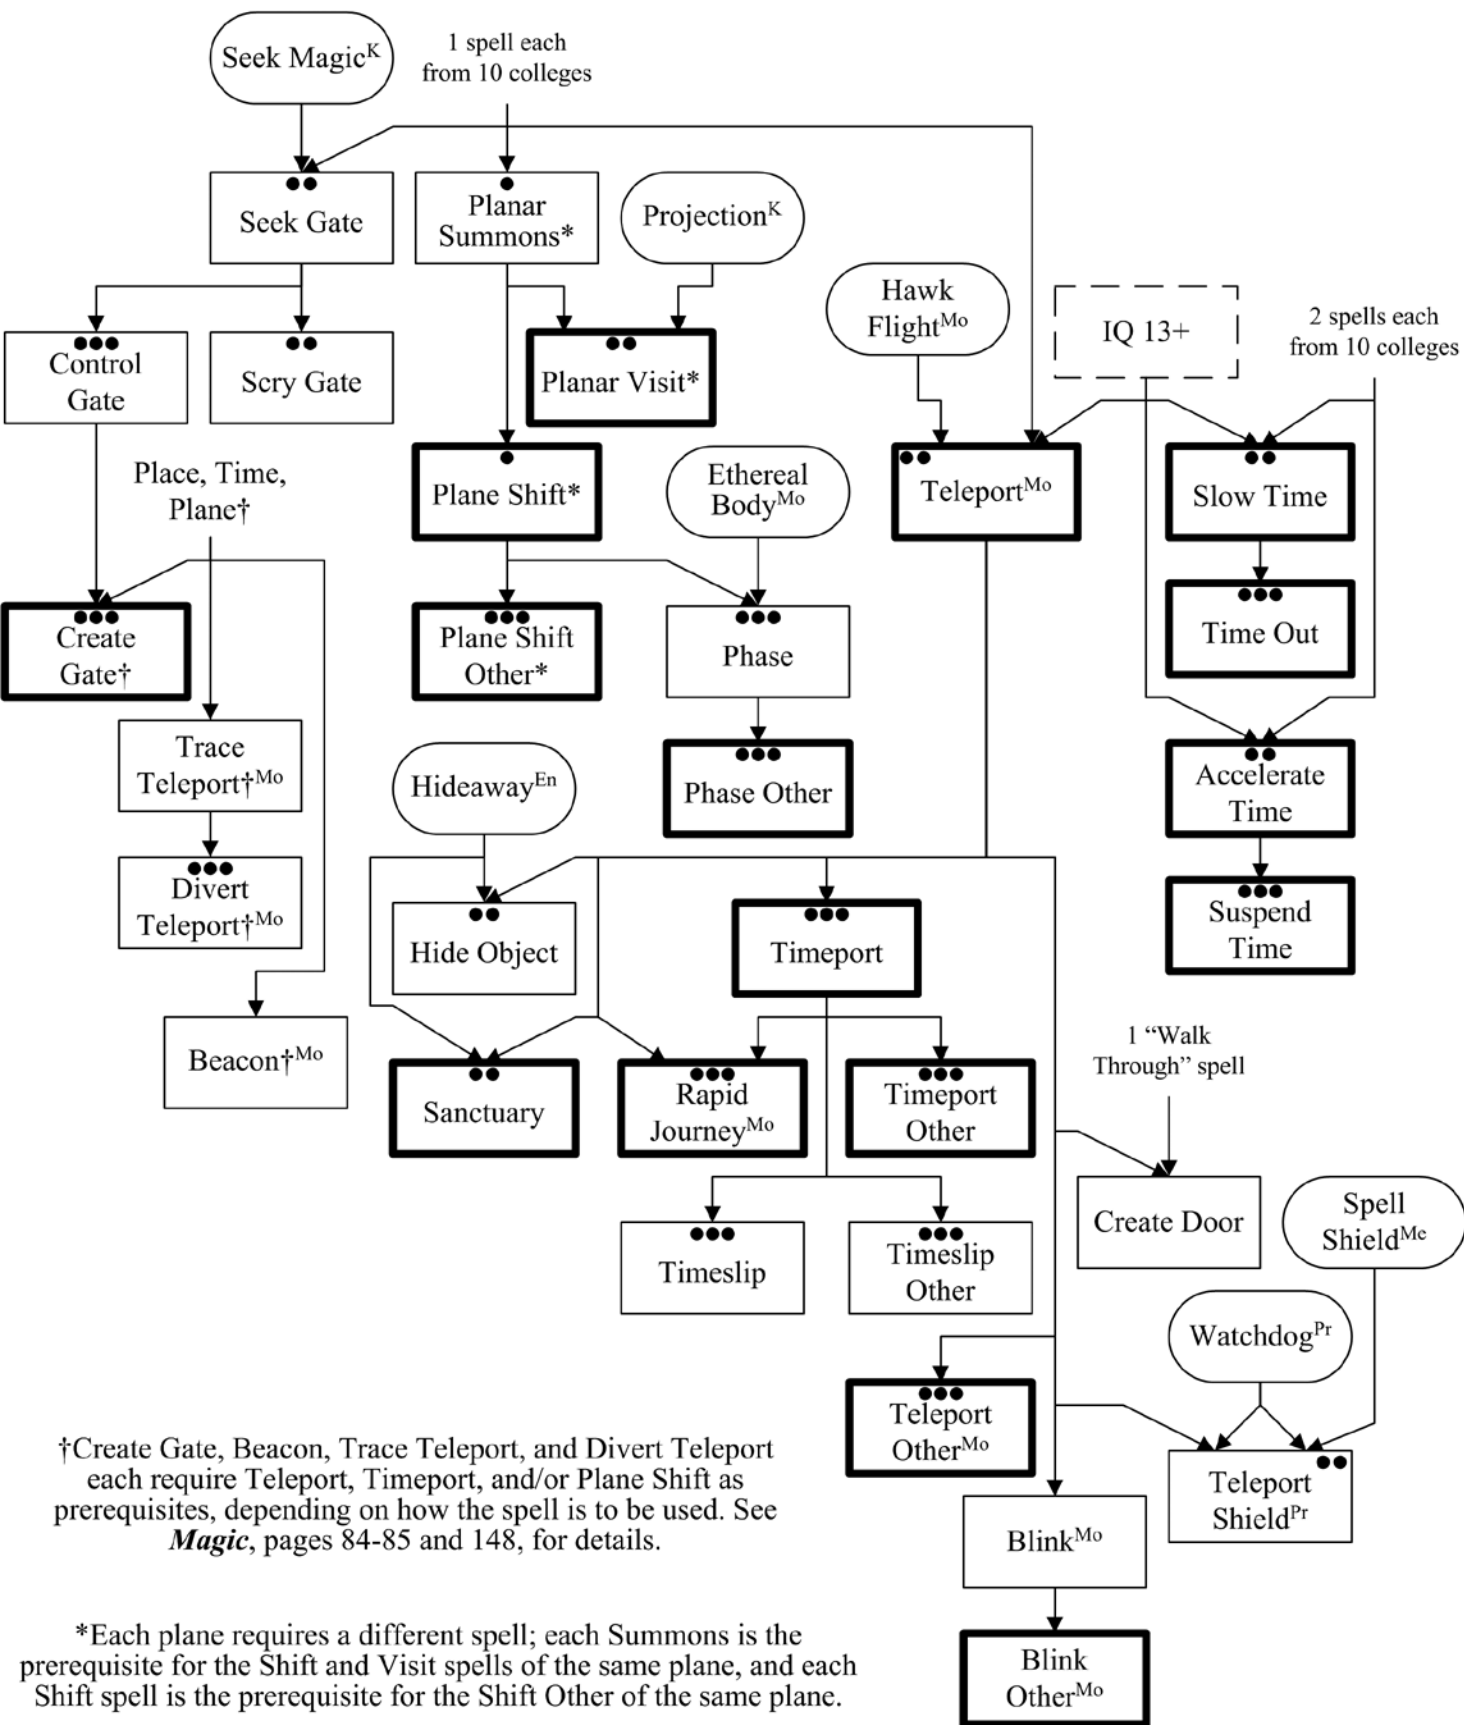 Seek Magic^K
1 spell each
from 10 colleges
Seek Gate
Planar
Summons*
Projection^K
Hawk
Flight^Mo
IQ 13+
2 spells each
from 10 colleges
Control
Gate
Scry Gate
Planar Visit*
Place, Time,
Plane†
Plane Shift*
Ethereal
Body^Mo
Teleport^Mo
Slow Time
Create
Gate†
Plane Shift
Other*
Phase
Time Out
Trace
Teleport†^Mo
Hideaway^En
Phase Other
Accelerate
Time
Divert
Teleport†^Mo
Hide Object
Timeport
Suspend
Time
Beacon†^Mo
Sanctuary
Rapid
Journey^Mo
Timeport
Other
1 “Walk
Through” spell
Timeslip
Timeslip
Other
Create Door
Spell
Shield^Me
Watchdog^Pr
Teleport
Other^Mo
Teleport
Shield^Pr
Blink^Mo
Blink
Other^Mo
†Create Gate, Beacon, Trace Teleport, and Divert Teleport
each require Teleport, Timeport, and/or Plane Shift as
prerequisites, depending on how the spell is to be used. See
Magic, pages 84-85 and 148, for details.
*Each plane requires a different spell; each Summons is the
prerequisite for the Shift and Visit spells of the same plane, and each
Shift spell is the prerequisite for the Shift Other of the same plane.